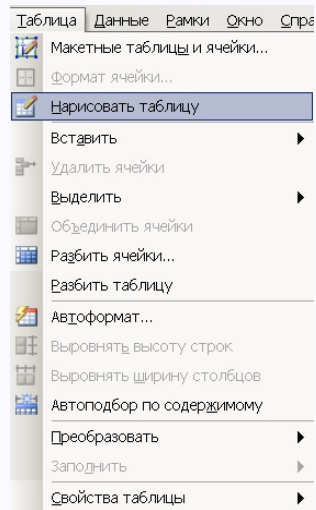 Таблица Данные Рамки Окно Спра
Макетные таблицы и ячейки...
Формат ячейки...
Нарисовать таблицу
Вставить
Удалить ячейки
Выделить
Объединить ячейки
Разбить ячейки...
Разбить таблицу
Автоформат...
Выровнять высоту строк
Выровнять ширину столбцов
Автоподбор по содержимому
Преобразовать
Заполнить
Свойства таблицы